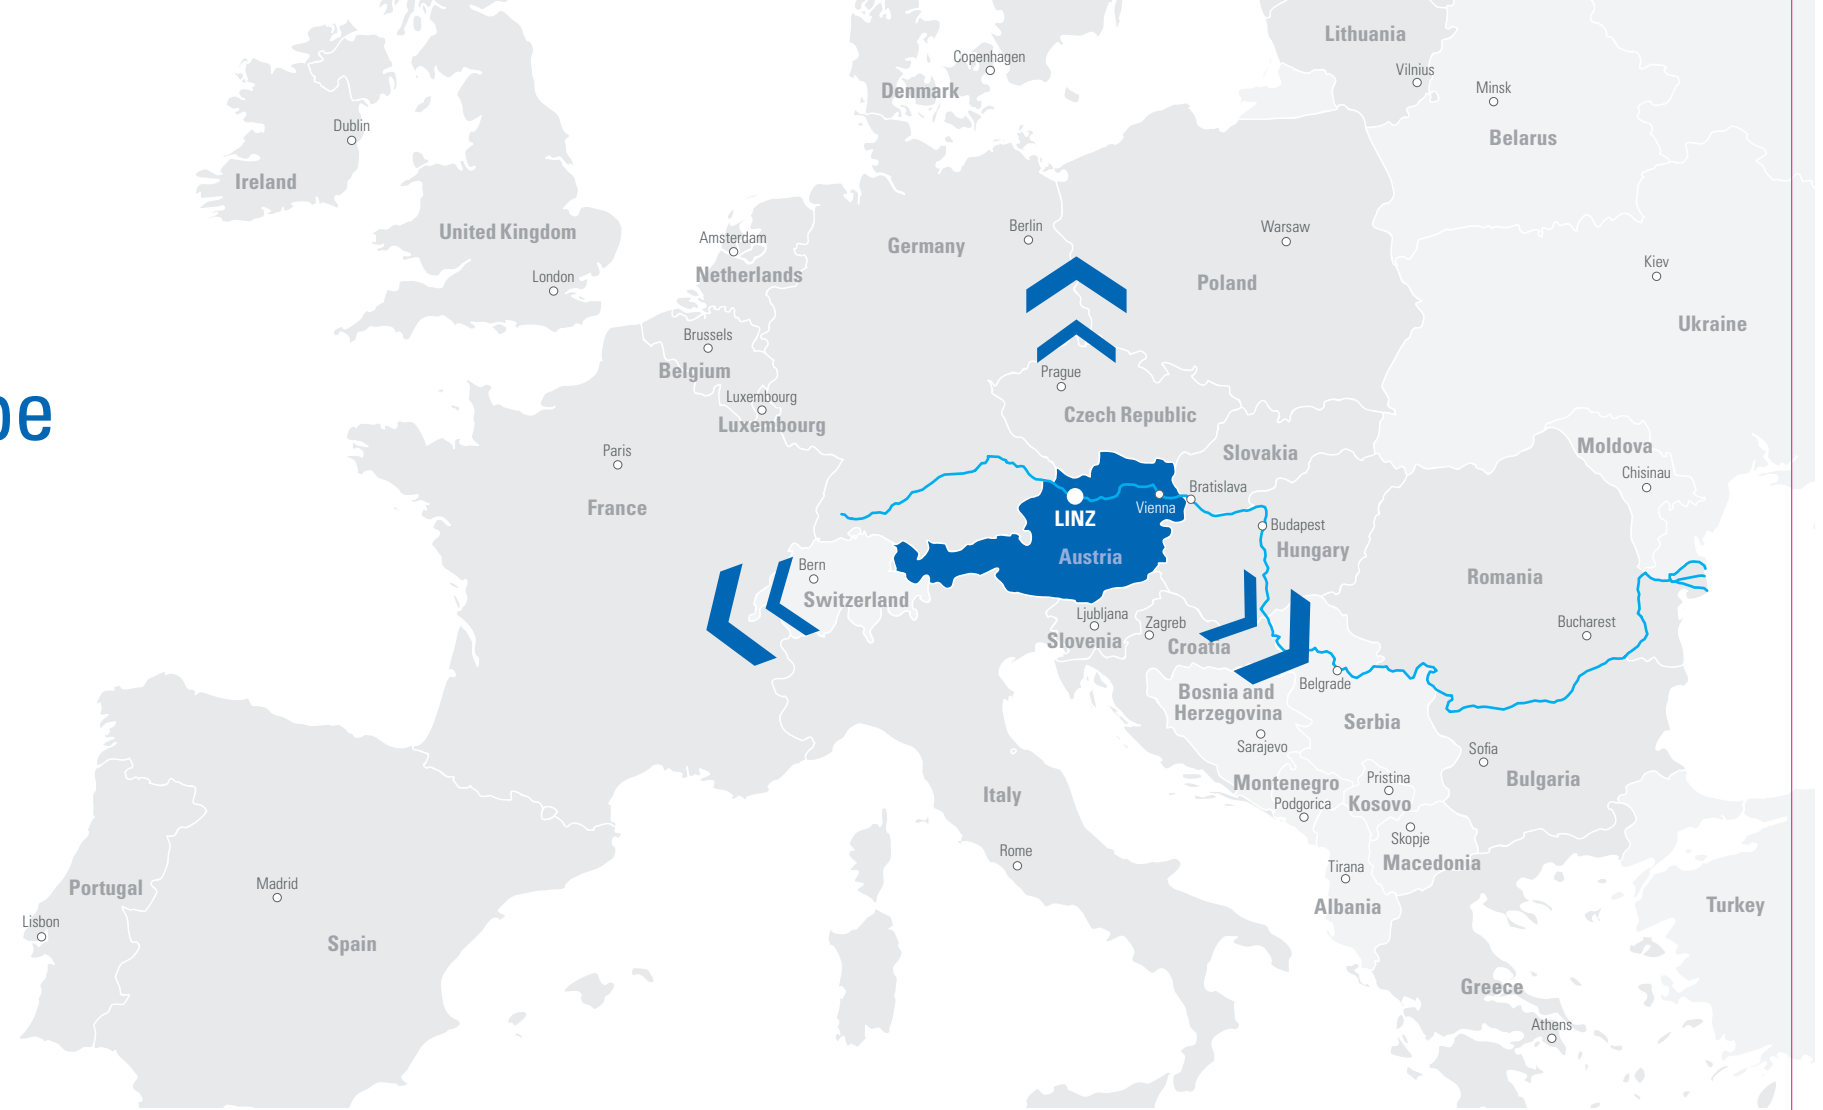 Lithuania
Copenhagen
Vilnius
Denmark
Minsk
Dublin
Belarus
Ireland
United Kingdom
Amsterdam
Berlin
Warsaw
Germany
Kiev
Netherlands
London
Poland
Ukraine
Brussels
Belgium
Prague
Luxembourg
Luxembourg
Czech Republic
pe
Paris
Slovakia
Moldova
Chisinau
France
Bratislava
Vienna
LINZ
Budapest
Hungary
Austria
Bern
Romania
Switzerland
Ljubljana
Zagreb
Bucharest
Slovenia
Croatia
Belgrade
Bosnia and
Herzegovina
Serbia
Sarajevo
Sofia
Pristina
Bulgaria
Montenegro
Italy
Podgorica
Kosovo
Skopje
Rome
Tirana
Macedonia
Madrid
Portugal
Albania
Turkey
Lisbon
Spain
Greece
Athens